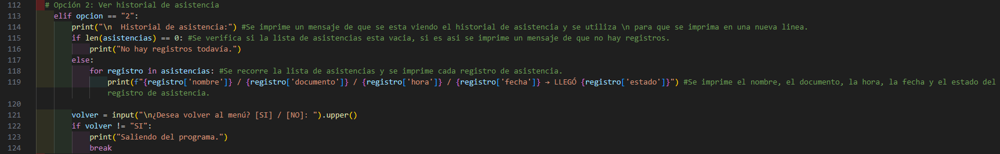 112 # Opción 2: Ver historial de asistencia
113 elif opcion == "2":
114 print("\n  Historial de asistencia:") #Se imprime un mensaje de que se esta viendo el historial de asistencia y se utiliza \n para que se imprima en una nueva linea.
115 if len(asistencias) == 0: #Se verifica si la lista de asistencias esta vacia, si es asi se imprime un mensaje de que no hay registros.
116 print("No hay registros todavía.")
117 else:
118 for registro in asistencias: #Se recorre la lista de asistencias y se imprime cada registro de asistencia.
119 print(f"{registro['nombre']} / {registro['documento']} / {registro['hora']} / {registro['fecha']} → LLEGÓ {registro['estado']}") #Se imprime el nombre, el documento, la hora, la fecha y el estado del
registro de asistencia.
120
121 volver = input("\n¿Desea volver al menú? [SI] / [NO]: ").upper()
122 if volver != "SI":
123 print("Saliendo del programa.")
124 break